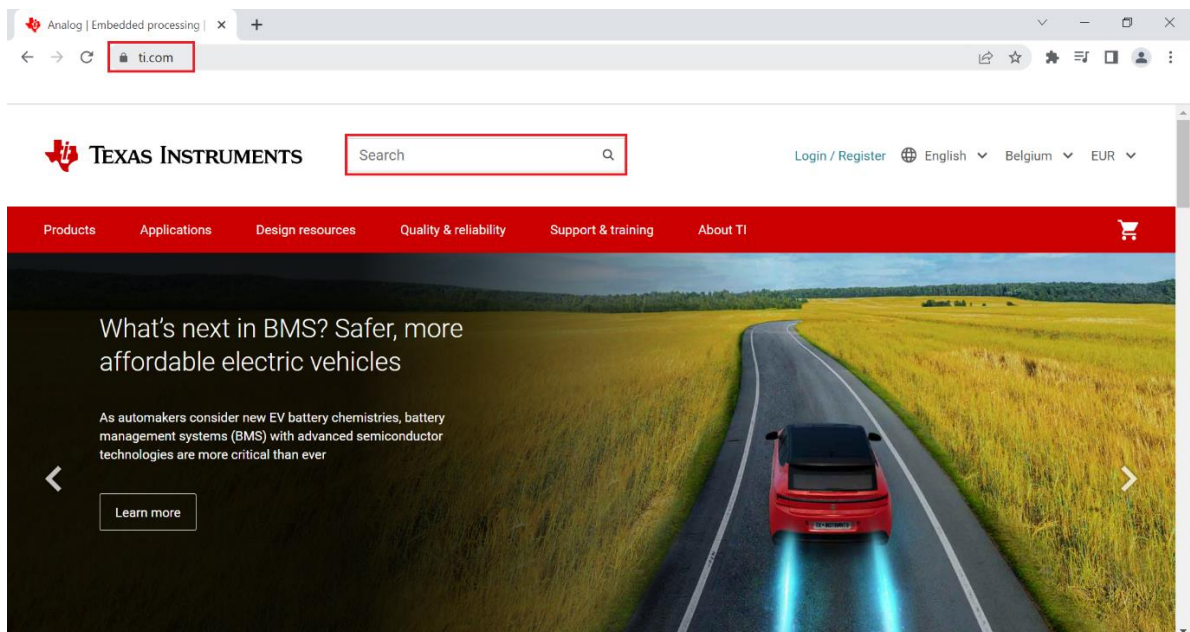 Analog | Embedded processing |
ti.com
TEXAS INSTRUMENTS
Search
Login / Register English Belgium EUR
Products Applications Design resources Quality & reliability Support & training About TI
What's next in BMS? Safer, more
affordable electric vehicles
As automakers consider new EV battery chemistries, battery
management systems (BMS) with advanced semiconductor
technologies are more critical than ever
Learn more